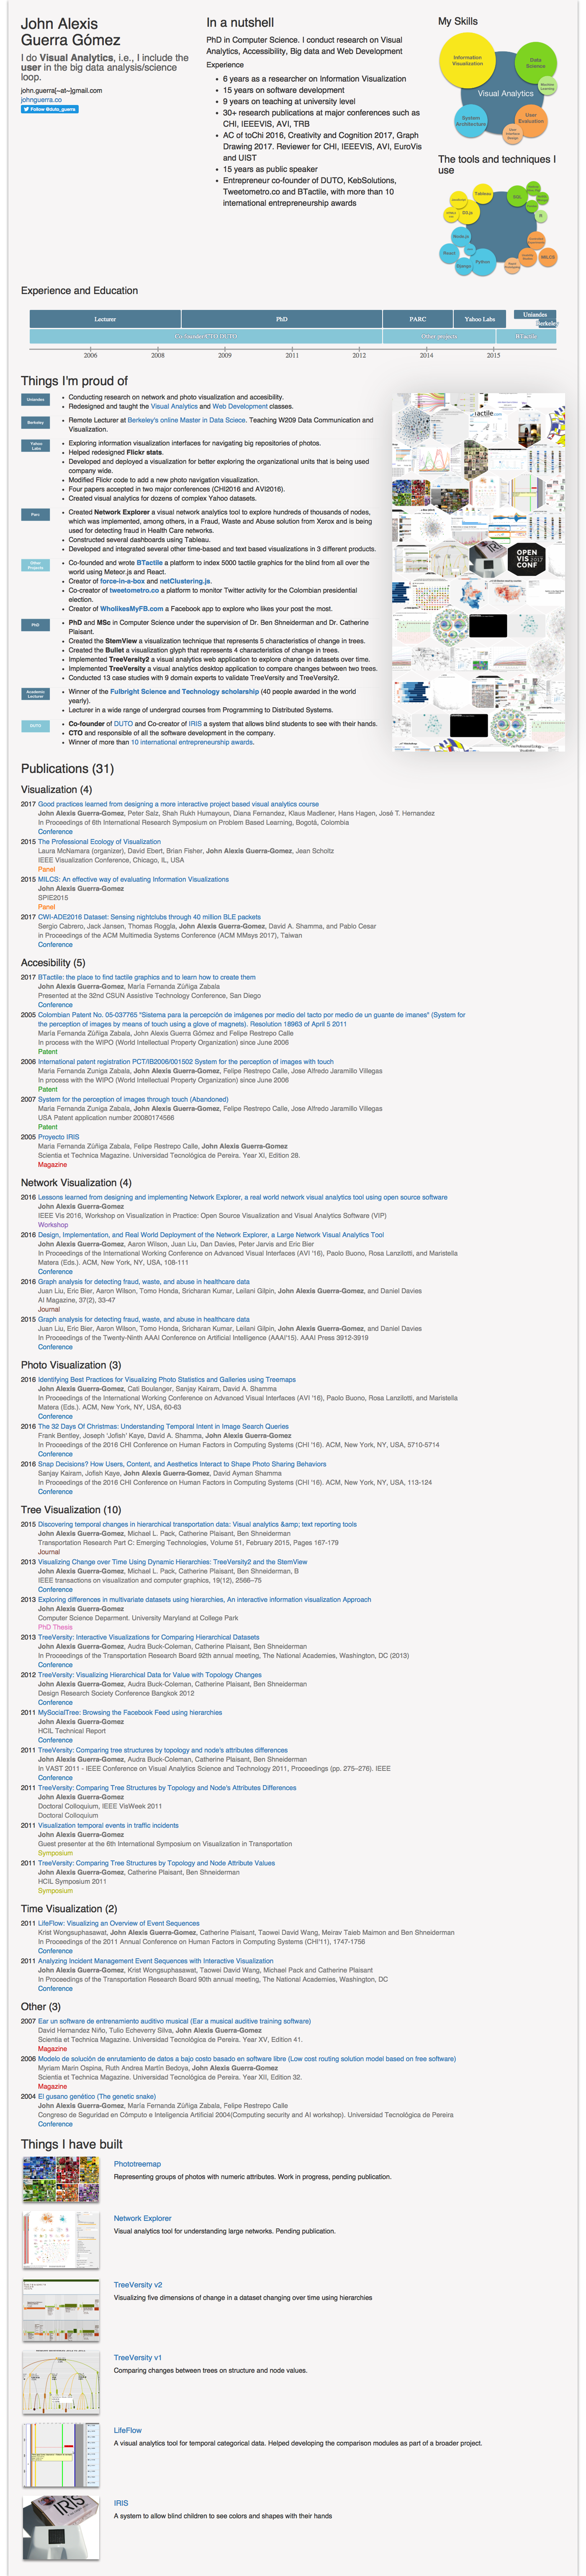 John Alexis
Guerra Gómez
I do Visual Analytics, i.e., I include the
user in the big data analysis/science
loop.
john.guerra[~at~]gmail.com
johnguerra.co
Follow @duto_guerra
In a nutshell
PhD in Computer Science. I conduct research on Visual
Analytics, Accessibility, Big data and Web Development
Experience
6 years as a researcher on Information Visualization
15 years on software development
9 years on teaching at university level
30+ research publications at major conferences such as
CHI, IEEEVIS, AVI, TRB
AC of toChi 2016, Creativity and Cognition 2017, Graph
Drawing 2017. Reviewer for CHI, IEEEVIS, AVI, EuroVis
and UIST
15 years as public speaker
Entrepreneur co-founder of DUTO, KebSolutions,
Tweetometro.co and BTactile, with more than 10
international entrepreneurship awards
My Skills
Information
Visualization
Data
Science
Machine
Learning
Visual Analytics
System
Architecture
User
Evaluation
User
Interface
Design
The tools and techniques I
use
Tableau
SQL
D3.js
R
Node.js
React
Django
Python
MILCS
Experience and Education
Lecturer
PhD
PARC
Yahoo Labs
Uniandes
Berkeley
Co-founder/CTO DUTO
Other projects
BTactile
2006
2008
2009
2011
2012
2014
2015
Things I'm proud of
Uniandes
Conducting research on network and photo visualization and accesibility.
Redesigned and taught the Visual Analytics and Web Development classes.
Berkeley
Remote Lecturer at Berkeley's online Master in Data Sciece. Teaching W209 Data Communication and
Visualization.
Yahoo
Labs
Exploring information visualization interfaces for navigating big repositories of photos.
Helped redesigned Flickr stats.
Developed and deployed a visualization for better exploring the organizational units that is being used
company wide.
Modified Flickr code to add a new photo navigation visualization.
Four papers accepted in two major conferences (CHI2016 and AVI2016).
Created visual analytics for dozens of complex Yahoo datasets.
Parc
Created Network Explorer a visual network analytics tool to explore hundreds of thousands of nodes,
which was implemented, among others, in a Fraud, Waste and Abuse solution from Xerox and is being
used for detecting fraud in Health Care networks.
Constructed several dashboards using Tableau.
Developed and integrated several other time-based and text-based visualizations in 3 different products.
Other
Projects
Co-founded and wrote BTactile a platform to index 5000 tactile graphics for the blind from all over the
world using Meteor.js and React.
Creator of force-in-a-box and netClustering.js.
Co-creator of tweetometro.co a platform to monitor Twitter activity for the Colombian presidential
election.
Creator of WholikesMyFB.com a Facebook app to explore who likes your post the most.
PhD
PhD and MSc in Computer Science under the supervision of Dr. Ben Shneiderman and Dr. Catherine
Plaisant.
Created the StemView a visualization technique that represents 5 characteristics of change in trees.
Created the Bullet a visualization glyph that represents 4 characteristics of change in trees.
Implemented TreeVersity2 a visual analytics web application to explore change in datasets over time.
Implemented TreeVersity a visual analytics desktop application to compare changes between two trees.
Conducted 13 case studies with 9 domain experts to validate TreeVersity and TreeVersity2.
Academic
Lecturer
Winner of the Fulbright Science and Technology scholarship (40 people awarded in the world
yearly).
Lecturer in a wide range of undergrad courses from Programming to Distributed Systems.
DUTO
Co-founder of DUTO and Co-creator of IRIS a system that allows blind students to see with their hands.
CTO and responsible of all the software development in the company.
Winner of more than 10 international entrepreneurship awards.
OPEN
VIS
CONF
Publications (31)
Visualization (4)
2017 Good practices learned from designing a more interactive project based visual analytics course
John Alexis Guerra-Gomez, Peter Salz, Shah Rukh Humayoun, Diana Fernandez, Klaus Madlener, Hans Hagen, José T. Hernandez
In Proceedings of 6th International Research Symposium on Problem Based Learning, Bogotá, Colombia
Conference
2015 The Professional Ecology of Visualization
Laura McNamara (organizer), David Ebert, Brian Fisher, John Alexis Guerra-Gomez, Jean Scholtz
IEEE Visualization Conference, Chicago, IL, USA
Panel
2015 MILCS: An effective way of evaluating Information Visualizations
John Alexis Guerra-Gomez
SPIE2015
Panel
2017 CWI-ADE2016 Dataset: Sensing nightclubs through 40 million BLE packets
Sergio Cabrero, Jack Jansen, Thomas Roggla, John Alexis Guerra-Gomez, David A. Shamma, and Pablo Cesar
in Proceedings of the ACM Multimedia Systems Conference (ACM MMsys 2017), Taiwan
Conference
Accesibility (5)
2017 BTactile: the place to find tactile graphics and to learn how to create them
John Alexis Guerra-Gomez, María Fernanda Zúñiga Zabala
Presented at the 32nd CSUN Assistive Technology Conference, San Diego
Conference
2005 Colombian Patent No. 05-037765 "Sistema para la percepción de imágenes por medio del tacto por medio de un guante de imanes" (System for
the perception of images by means of touch using a glove of magnets). Resolution 18963 of April 5 2011
María Fernanda Zúñiga Zabala, John Alexis Guerra Gómez and Felipe Restrepo Calle
In process with the WIPO (World Intellectual Property Organization) since June 2006
Patent
2006 International patent registration PCT/IB2006/001502 System for the perception of images with touch
Maria Fernanda Zuniga Zabala, John Alexis Guerra-Gomez, Felipe Restrepo Calle, Jose Alfredo Jaramillo Villegas
In process with the WIPO (World Intellectual Property Organization) since June 2006
Patent
2007 System for the perception of images through touch (Abandoned)
Maria Fernanda Zuniga Zabala, John Alexis Guerra-Gomez, Felipe Restrepo Calle, Jose Alfredo Jaramillo Villegas
USA Patent application number 20080174566
Patent
2005 Proyecto IRIS
Maria Fernanda Zúñiga Zabala, Felipe Restrepo Calle, John Alexis Guerra-Gomez
Scientia et Technica Magazine. Universidad Tecnológica de Pereira. Year XI, Edition 28.
Magazine
Network Visualization (4)
2016 Lessons learned from designing and implementing Network Explorer, a real world network visual analytics tool using open source software
John Alexis Guerra-Gomez
IEEE Vis 2016, Workshop on Visualization in Practice: Open Source Visualization and Visual Analytics Software (VIP)
Workshop
2016 Design, Implementation, and Real World Deployment of the Network Explorer, a Large Network Visual Analytics Tool
John Alexis Guerra-Gomez, Aaron Wilson, Juan Liu, Dan Davies, Peter Jarvis and Eric Bier
In Proceedings of the International Working Conference on Advanced Visual Interfaces (AVI '16), Paolo Buono, Rosa Lanzilotti, and Maristella
Matera (Eds.). ACM, New York, NY, USA, 108-111
Conference
2016 Graph analysis for detecting fraud, waste, and abuse in healthcare data
Juan Liu, Eric Bier, Aaron Wilson, Tomo Honda, Sricharan Kumar, Leilani Gilpin, John Alexis Guerra-Gomez, and Daniel Davies
AI Magazine, 37(2), 33-47
Journal
2015 Graph analysis for detecting fraud, waste, and abuse in healthcare data
Juan Liu, Eric Bier, Aaron Wilson, Tomo Honda, Sricharan Kumar, Leilani Gilpin, John Alexis Guerra-Gomez, and Daniel Davies
In Proceedings of the Twenty-Ninth AAAI Conference on Artificial Intelligence (AAAI'15). AAAI Press 3912-3919
Conference
Photo Visualization (3)
2016 Identifying Best Practices for Visualizing Photo Statistics and Galleries using Treemaps
John Alexis Guerra-Gomez, Cati Boulanger, Sanjay Kairam, David A. Shamma
In Proceedings of the International Working Conference on Advanced Visual Interfaces (AVI '16), Paolo Buono, Rosa Lanzilotti, and Maristella
Matera (Eds.). ACM, New York, NY, USA, 60-63
Conference
2016 The 32 Days Of Christmas: Understanding Temporal Intent in Image Search Queries
Frank Bentley, Joseph 'Jofish' Kaye, David A. Shamma, John Alexis Guerra-Gomez
In Proceedings of the 2016 CHI Conference on Human Factors in Computing Systems (CHI '16). ACM, New York, NY, USA, 5710-5714
Conference
2016 Snap Decisions? How Users, Content, and Aesthetics Interact to Shape Photo Sharing Behaviors
Sanjay Kairam, Jofish Kaye, John Alexis Guerra-Gomez, David Ayman Shamma
In Proceedings of the 2016 CHI Conference on Human Factors in Computing Systems (CHI '16). ACM, New York, NY, USA, 113-124
Conference
Tree Visualization (10)
2015 Discovering temporal changes in hierarchical transportation data: Visual analytics &amp; text reporting tools
John Alexis Guerra-Gomez, Michael L. Pack, Catherine Plaisant, Ben Shneiderman
Transportation Research Part C: Emerging Technologies, Volume 51, February 2015, Pages 167-179
Journal
2013 Visualizing Change over Time Using Dynamic Hierarchies: TreeVersity2 and the StemView
John Alexis Guerra-Gomez, Michael L. Pack, Catherine Plaisant, Ben Shneiderman, B
IEEE transactions on visualization and computer graphics, 19(12), 2566–75
Conference
2013 Exploring differences in multivariate datasets using hierarchies, An interactive information visualization Approach
John Alexis Guerra-Gomez
Computer Science Deparment. University Maryland at College Park
PhD Thesis
2013 TreeVersity: Interactive Visualizations for Comparing Hierarchical Datasets
John Alexis Guerra-Gomez, Audra Buck-Coleman, Catherine Plaisant, Ben Shneiderman
In Proceedings of the Transportation Research Board 92th annual meeting, The National Academies, Washington, DC (2013)
Conference
2012 TreeVersity: Visualizing Hierarchical Data for Value with Topology Changes
John Alexis Guerra-Gomez, Audra Buck-Coleman, Catherine Plaisant, Ben Shneiderman
Design Research Society Conference Bangkok 2012
Conference
2011 MySocialTree: Browsing the Facebook Feed using hierarchies
John Alexis Guerra-Gomez
HCIL Technical Report
Conference
2011 TreeVersity: Comparing tree structures by topology and node's attributes differences
John Alexis Guerra-Gomez, Audra Buck-Coleman, Catherine Plaisant, Ben Shneiderman
In VAST 2011 - IEEE Conference on Visual Analytics Science and Technology 2011, Proceedings (pp. 275–276). IEEE
Conference
2011 TreeVersity: Comparing Tree Structures by Topology and Node's Attributes Differences
John Alexis Guerra-Gomez
Doctoral Colloquium, IEEE VisWeek 2011
Doctoral Colloquium
2011 Visualization temporal events in traffic incidents
John Alexis Guerra-Gomez
Guest presenter at the 6th International Symposium on Visualization in Transportation
Symposium
2011 TreeVersity: Comparing Tree Structures by Topology and Node Attribute Values
John Alexis Guerra-Gomez, Catherine Plaisant, Ben Shneiderman
HCIL Symposium 2011
Symposium
Time Visualization (2)
2011 LifeFlow: Visualizing an Overview of Event Sequences
Krist Wongsuphasawat, John Alexis Guerra-Gomez, Catherine Plaisant, Taowei David Wang, Meirav Taieb Maimon and Ben Shneiderman
In Proceedings of the 2011 Annual Conference on Human Factors in Computing Systems (CHI'11), 1747-1756
Conference
2011 Analyzing Incident Management Event Sequences with Interactive Visualization
John Alexis Guerra-Gomez, Krist Wongsuphasawat, Taowei David Wang, Michael Pack and Catherine Plaisant
In Proceedings of the Transportation Research Board 90th annual meeting, The National Academies, Washington, DC
Conference
Other (3)
2007 Ear un software de entrenamiento auditivo musical (Ear a musical auditive training software)
David Hernandez Niño, Tulio Echeverry Silva, John Alexis Guerra-Gomez
Scientia et Technica Magazine. Universidad Tecnológica de Pereira. Year XV, Edition 41.
Magazine
2006 Modelo de solución de enrutamiento de datos a bajo costo basado en software libre (Low cost routing solution model based on free software)
Myriam Marin Ospina, Ruth Andrea Martín Bedoya, John Alexis Guerra-Gomez
Scientia et Technica Magazine. Universidad Tecnológica de Pereira. Year XII, Edition 32.
Magazine
2004 El gusano genético (The genetic snake)
John Alexis Guerra-Gomez, María Fernanda Zúñiga Zabala, Felipe Restrepo Calle
Congreso de Seguridad en Cómputo e Inteligencia Artificial 2004(Computing security and AI workshop). Universidad Tecnológica de Pereira
Conference
Things I have built
Phototreemap
Representing groups of photos with numeric attributes. Work in progress, pending publication.
Network Explorer
Visual analytics tool for understanding large networks. Pending publication.
TreeVersity v2
Visualizing five dimensions of change in a dataset changing over time using hierarchies
TreeVersity v1
Comparing changes between trees on structure and node values.
LifeFlow
A visual analytics tool for temporal categorical data. Helped developing the comparison modules as part of a broader project.
IRIS
IRIS
A system to allow blind children to see colors and shapes with their hands